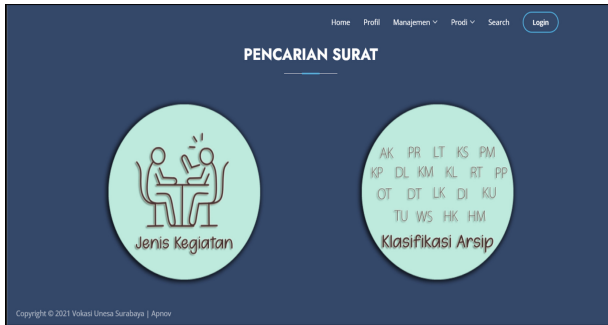 Home Profil Manajemen Prodi Search Login
PENCARIAN SURAT
Jenis Kegiatan
AK PR LT KS PM
KP DL KM KL RT PP
OT DT LK DI KU
TU WS HK HM
Klasifikasi Arsip
Copyright © 2021 Vokasi Unesa Surabaya | Apnov